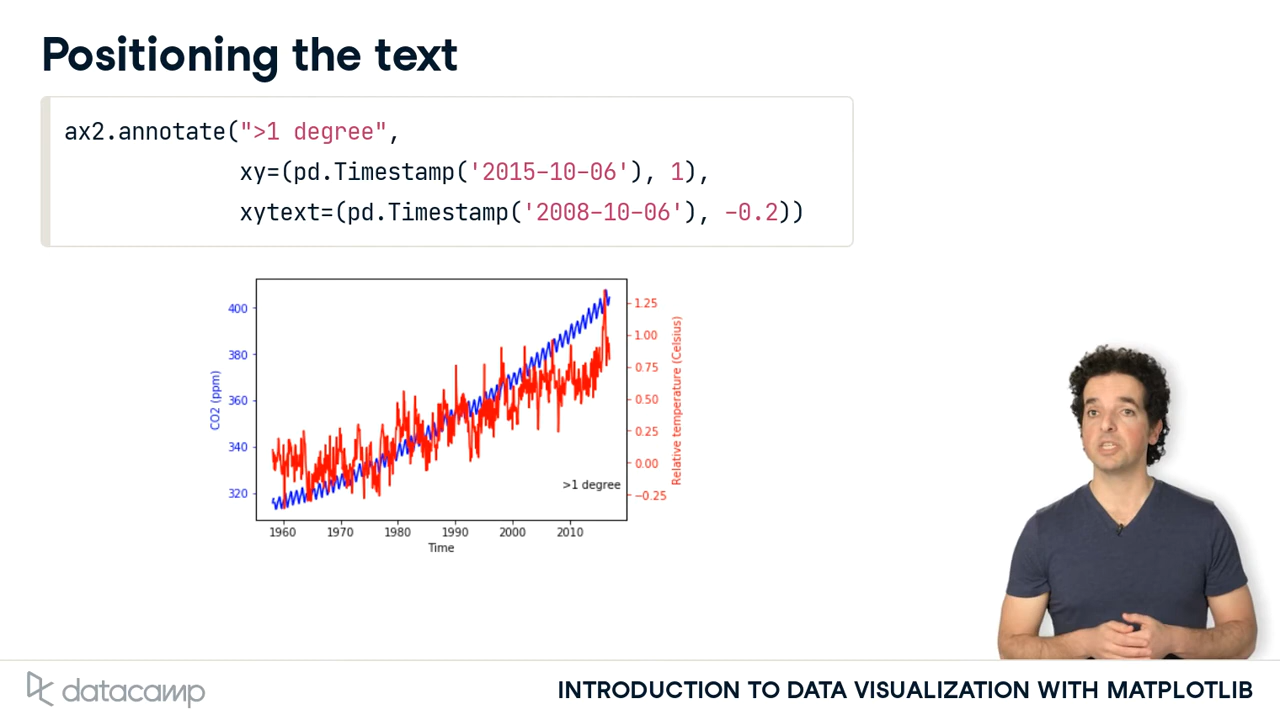 Positioning the text
ax2.annotate(">1 degree",
xy=(pd.Timestamp('2015-10-06'), 1),
xytext=(pd.Timestamp('2008-10-06'), -0.2))
400
380
360
340
320
CO2 (ppm)
1.25
1.00
0.75
0.50
0.25
0.00
−0.25
Relative temperature (Celsius)
>1 degree
1960 1970 1980 1990 2000 2010
Time
datacamp
INTRODUCTION TO DATA VISUALIZATION WITH MATPLOTLIB